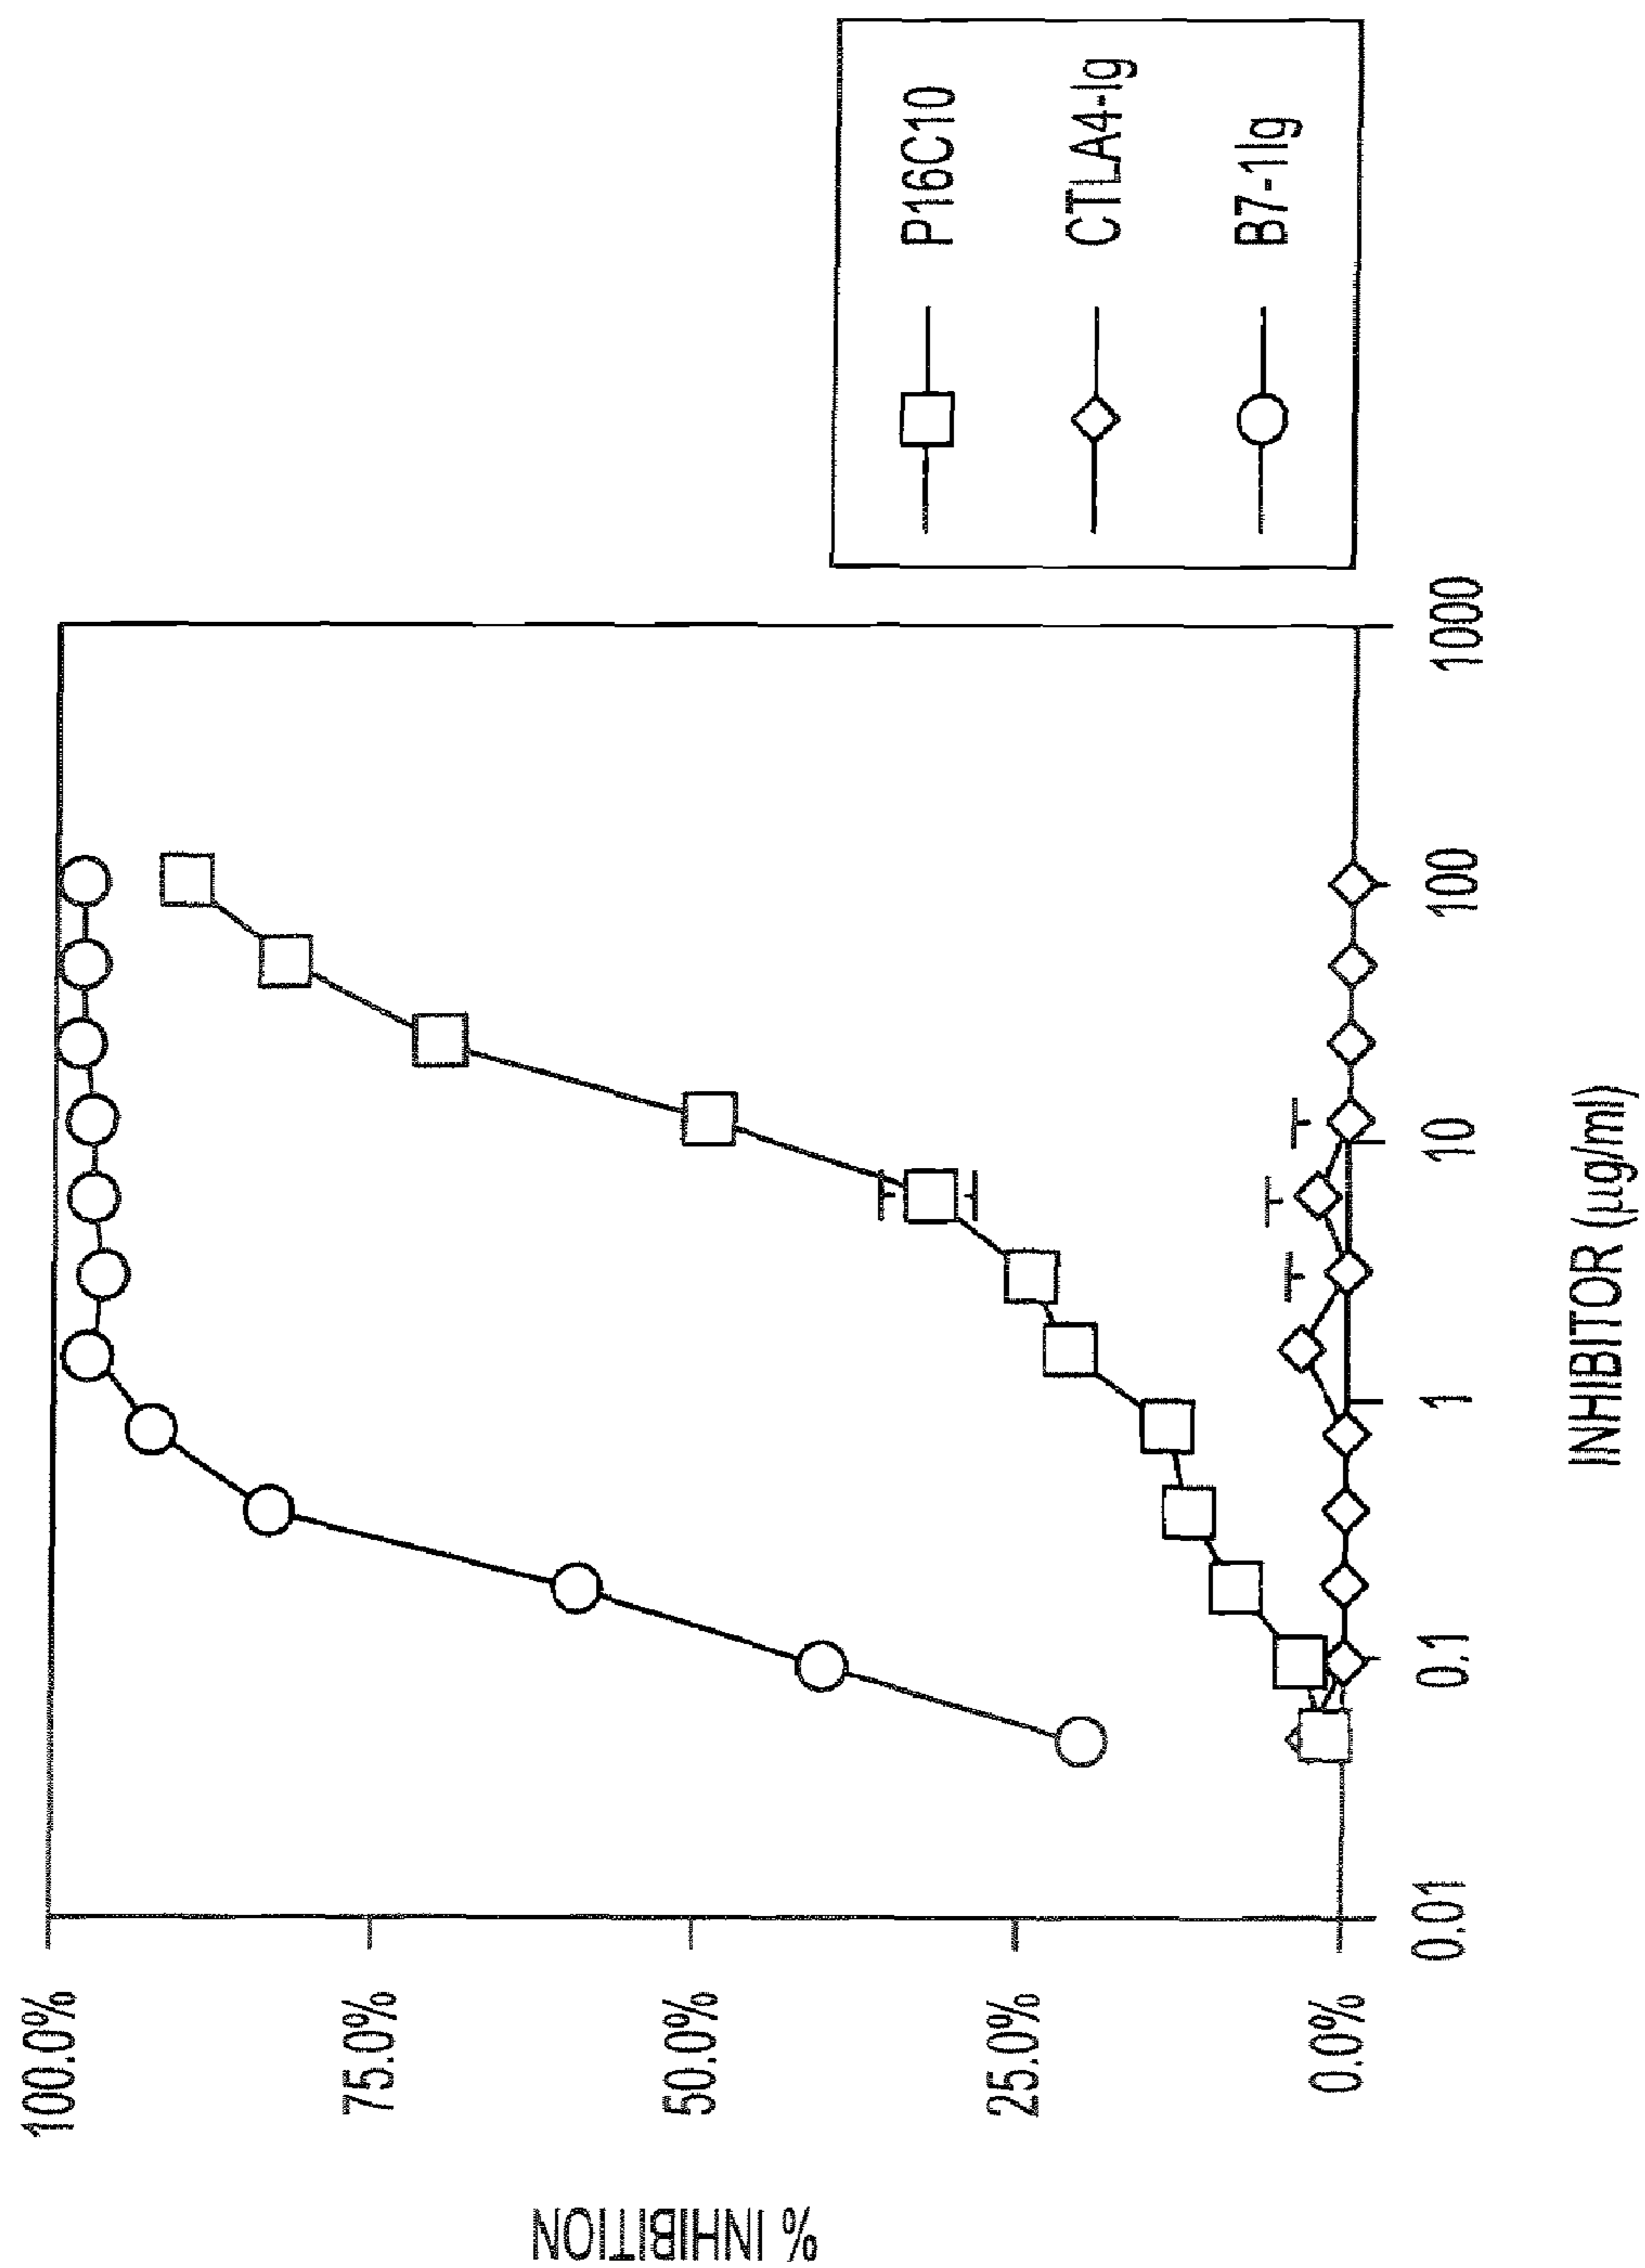 % INHIBITION
100.0%
75.0%
50.0%
25.0%
0.0%
0.01
0.1
1
10
100
1000
INHIBITOR (µg/ml)
P16C10
CTLA4-Ig
B7-1Ig